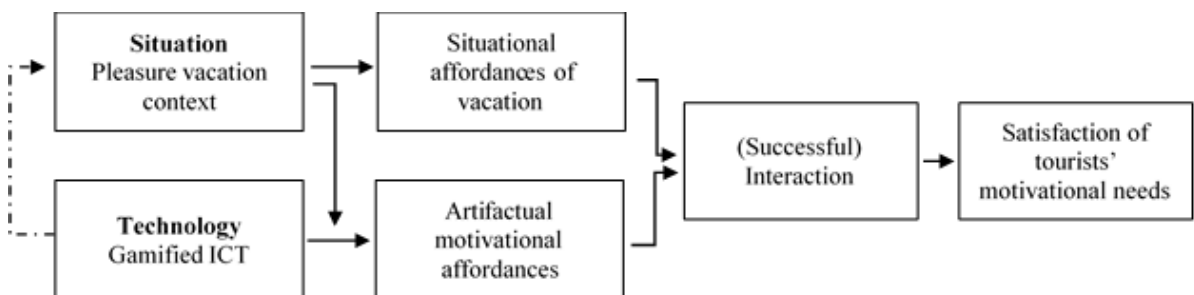 Situation
Pleasure vacation
context
Situational
affordances of
vacation
(Successful)
Interaction
Satisfaction of
tourists'
motivational needs
Technology
Gamified ICT
Artifactual
motivational
affordances